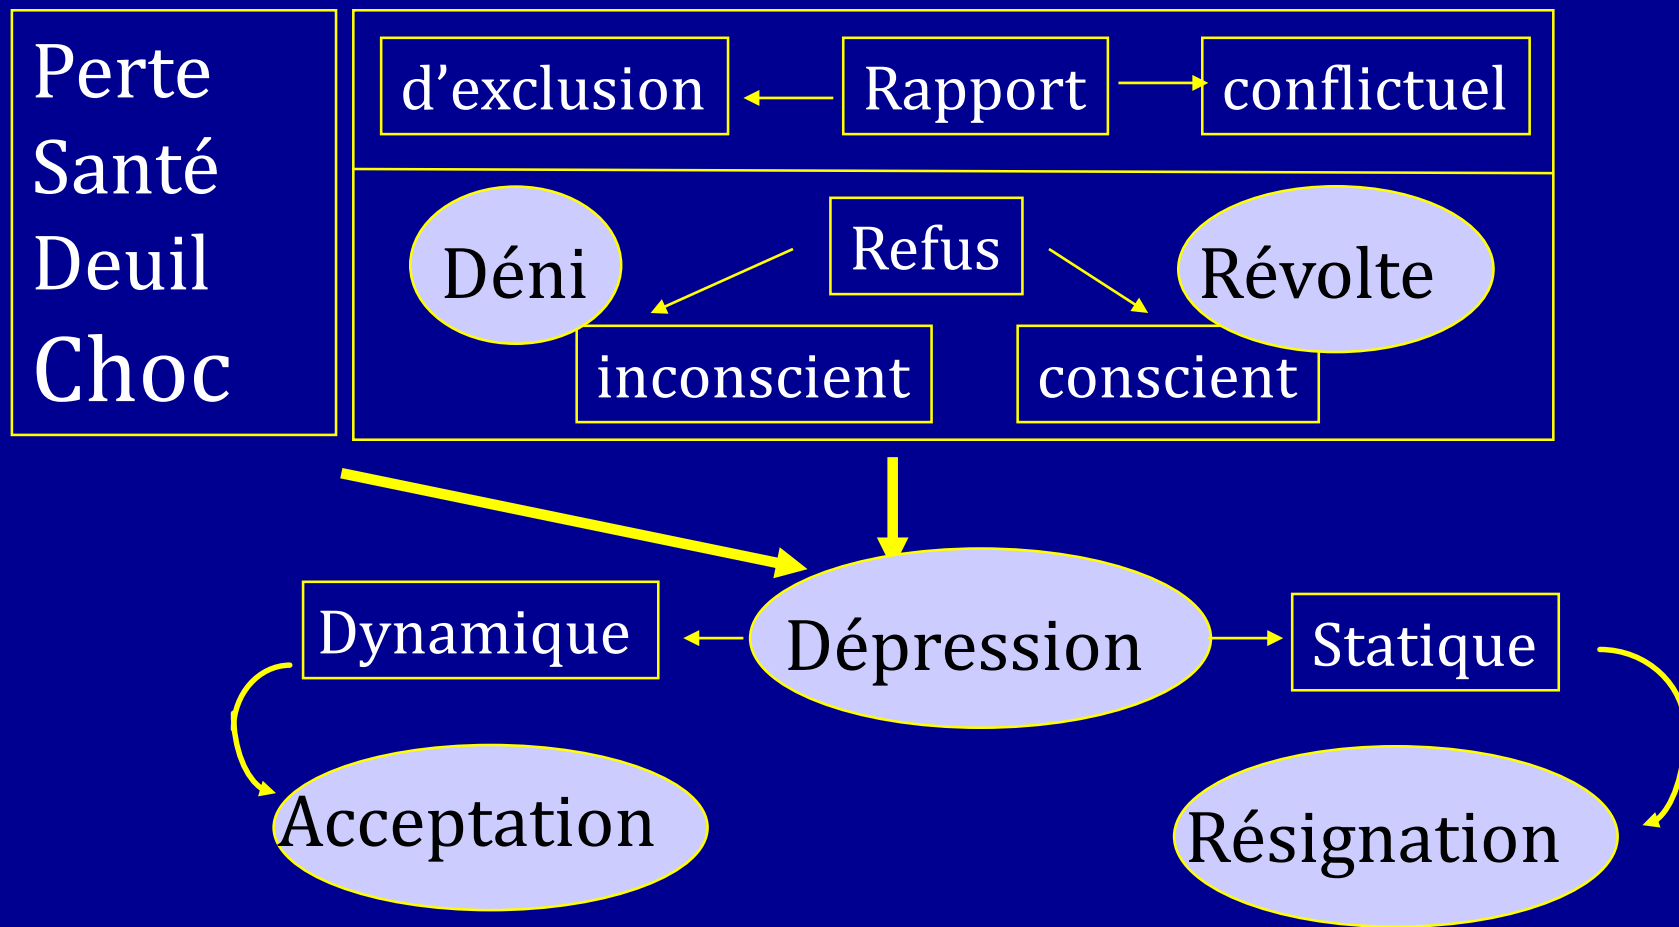 Perte
Santé
Deuil
Choc
d’exclusion
Rapport
conflictuel
Déni
Refus
Révolte
inconscient
conscient
Dynamique
Dépression
Statique
Acceptation
Résignation